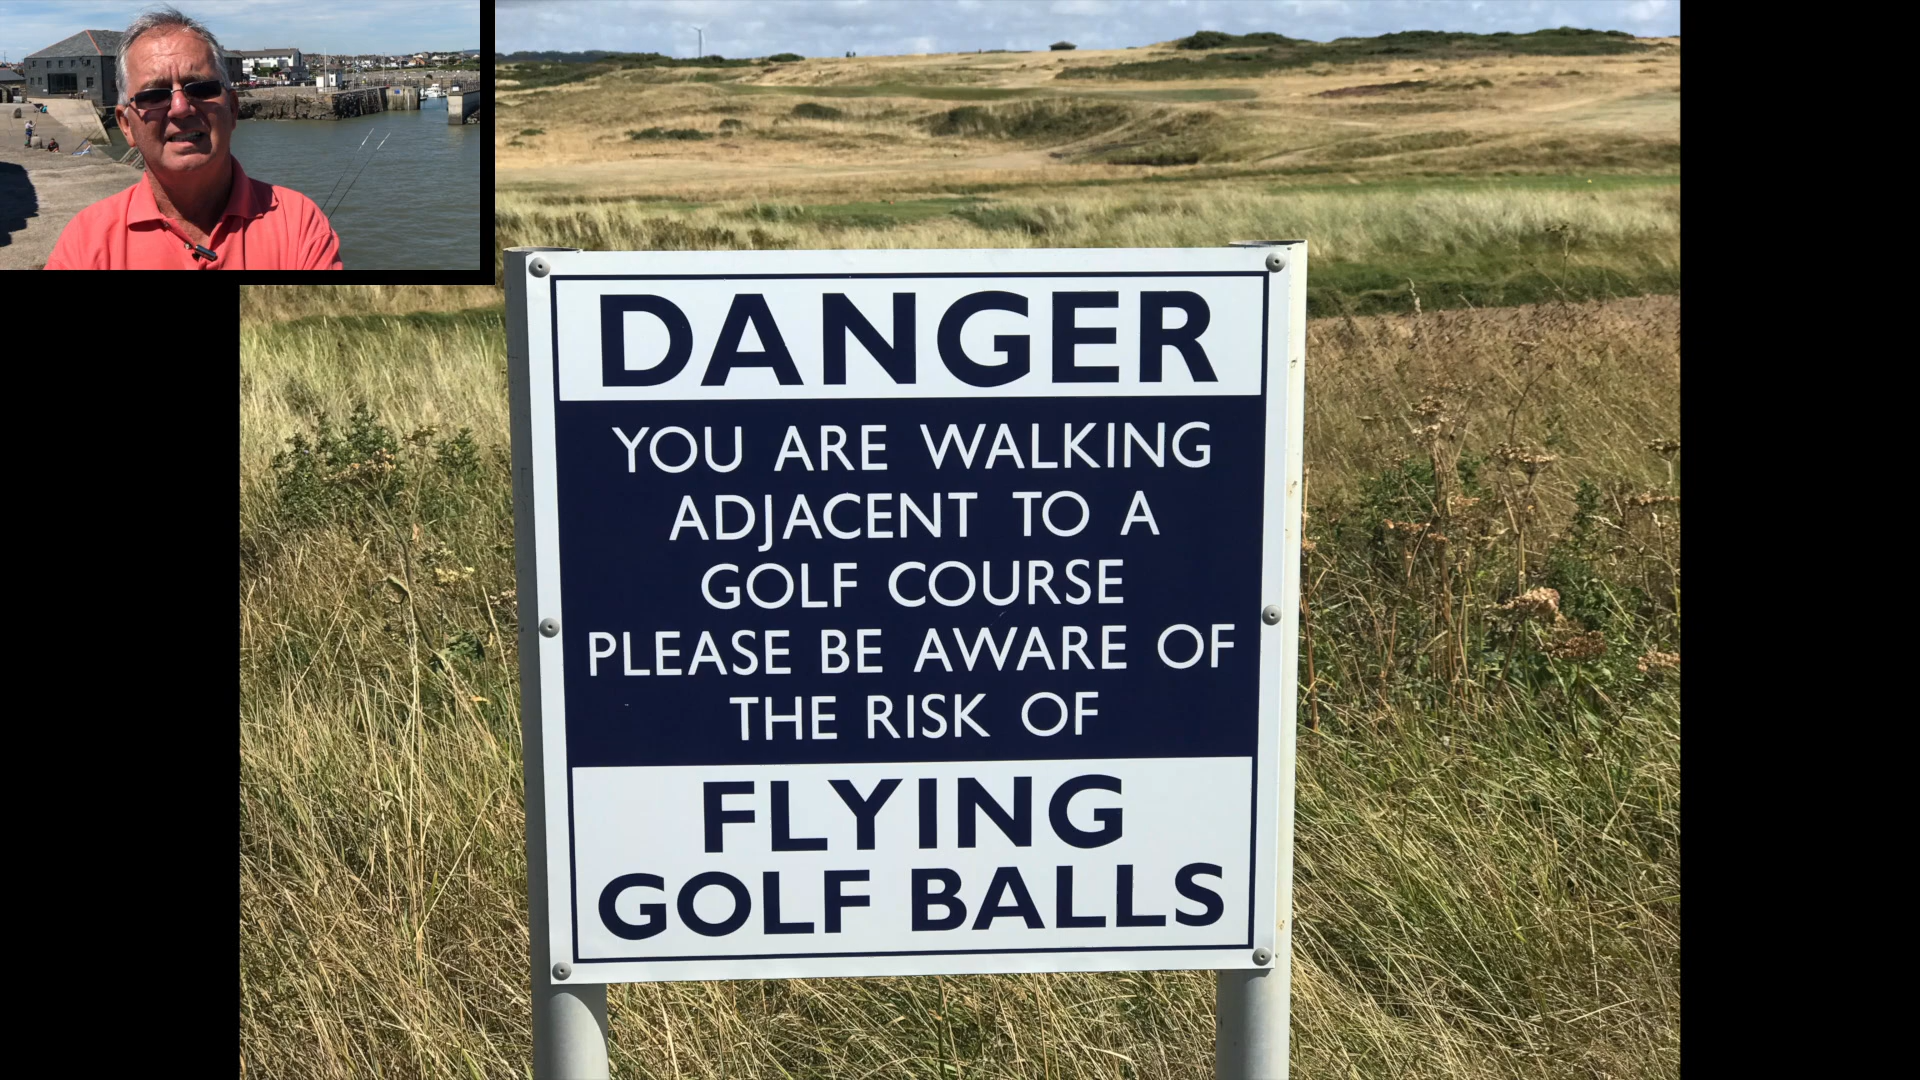 DANGER
YOU ARE WALKING
ADJACENT TO A
GOLF COURSE
PLEASE BE AWARE OF
THE RISK OF
FLYING
GOLF BALLS